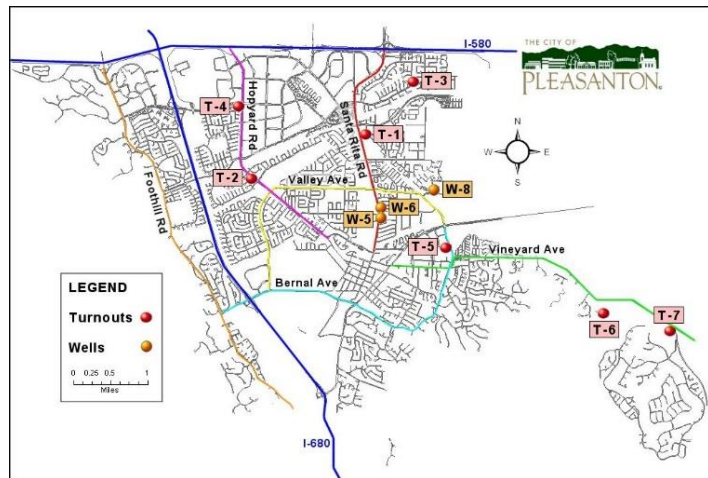 I-580
THE CITY OF
PLEASANTON
T-3
T-4
Hopyard Rd
Santa Rita Rd
T-1
N
W
E
S
T-2
Valley Ave
W-8
Foothill Rd
W-6
W-5
T-5
Vineyard Ave
LEGEND
Turnouts
Wells
0 0.25 0.5 1
Miles
Bernal Ave
T-6
T-7
I-680